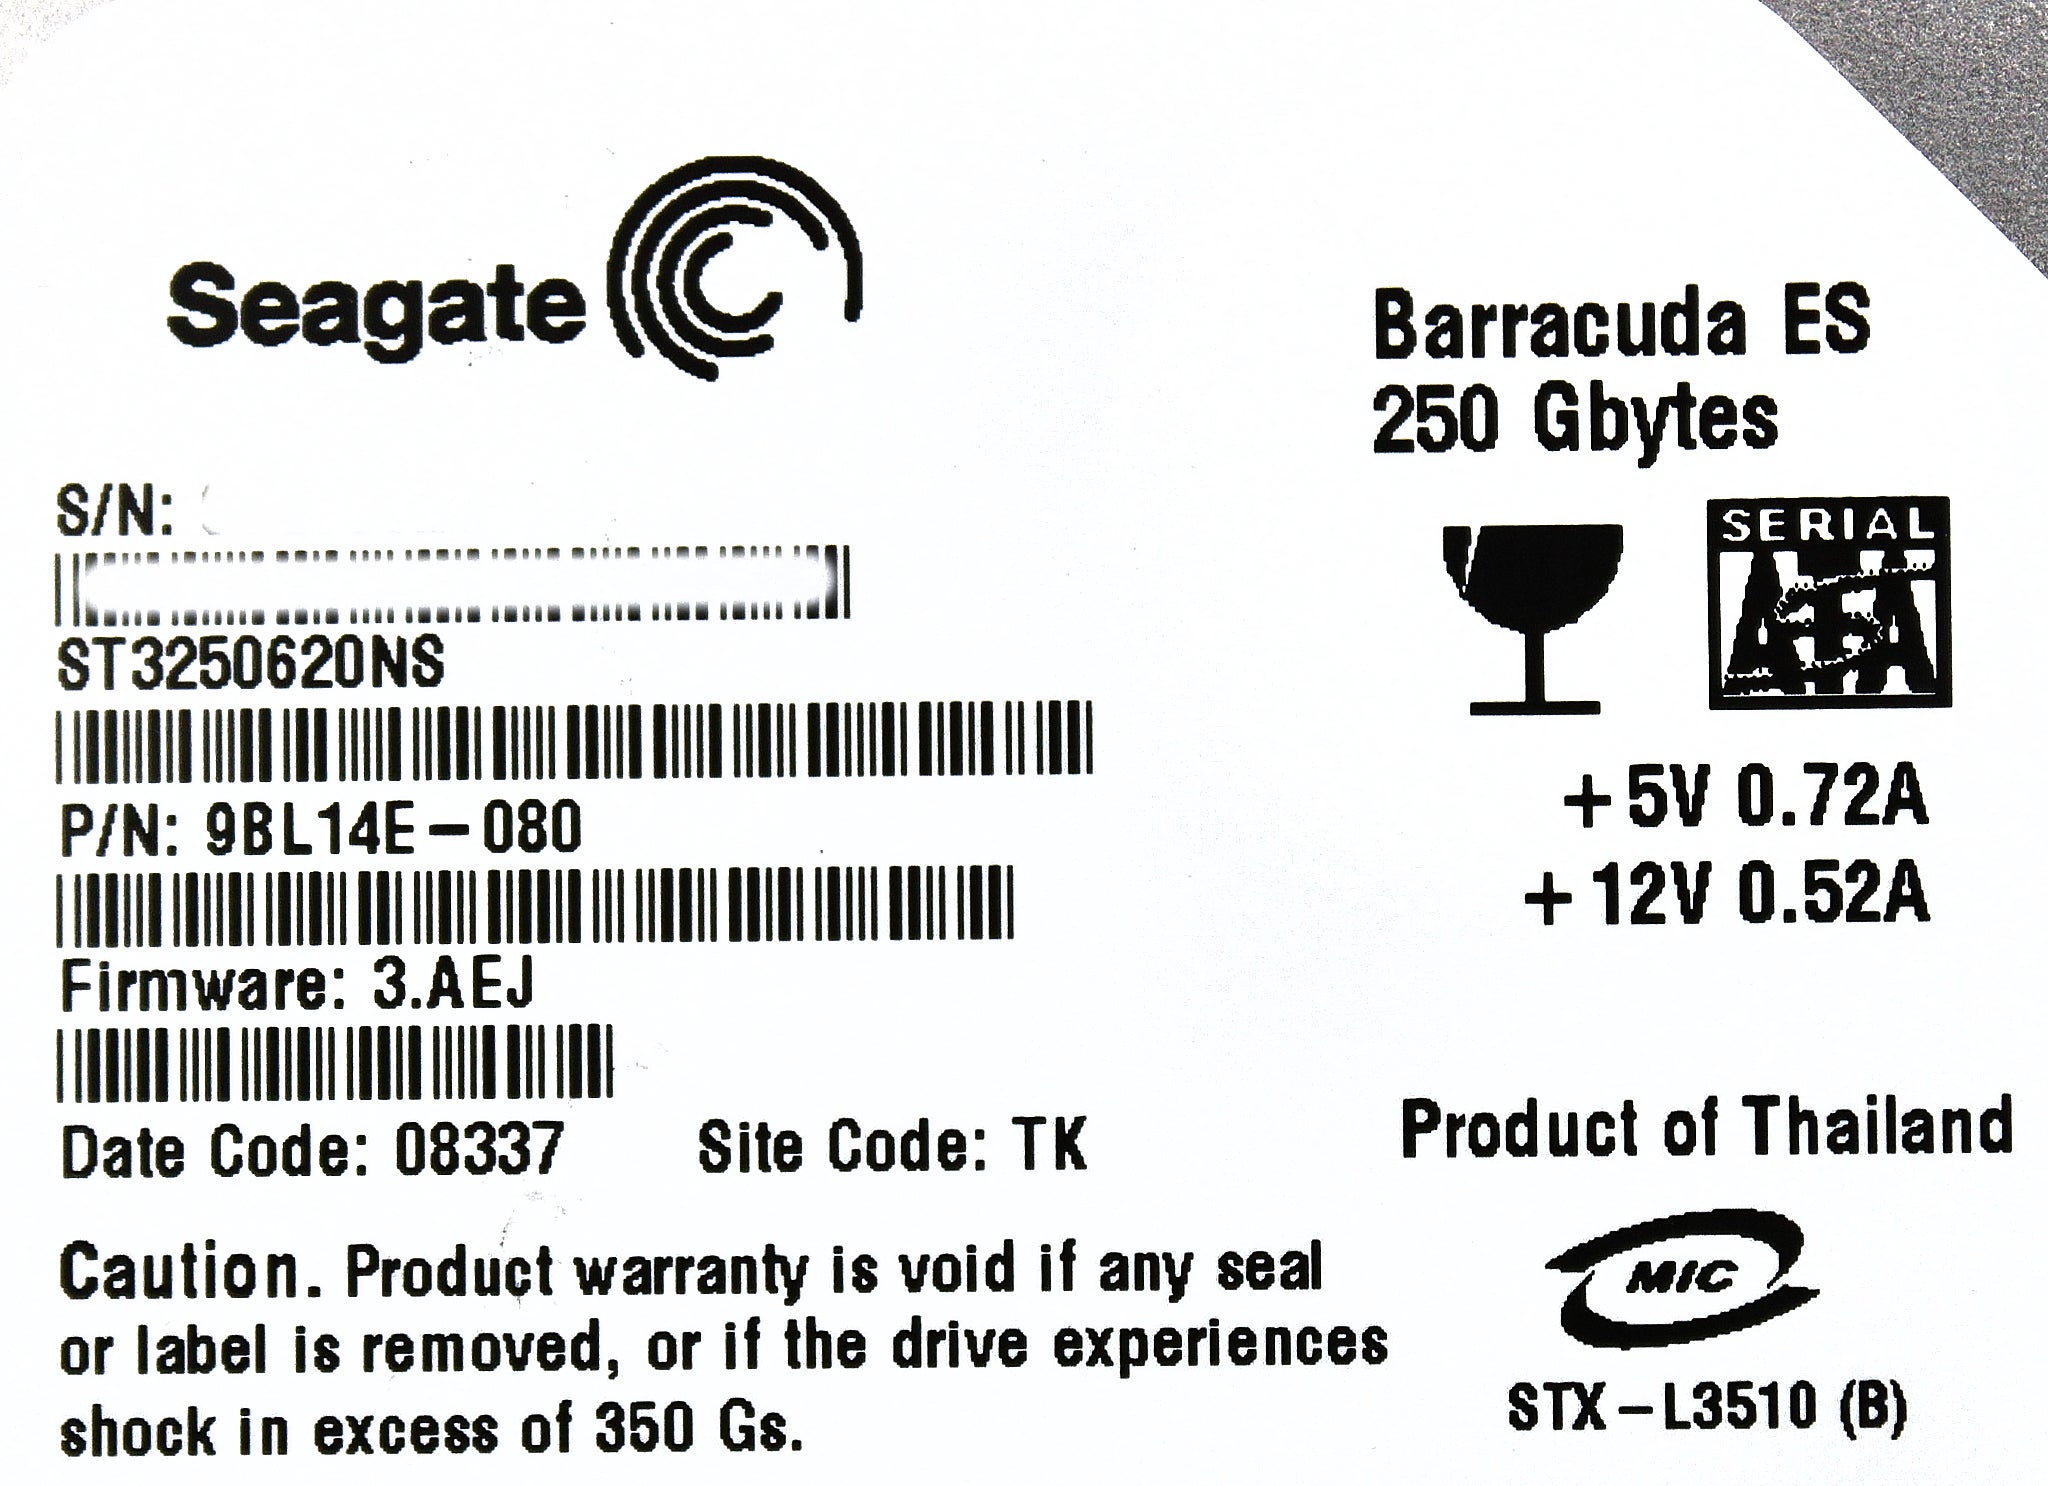 Seagate
Barracuda ES
250 Gbytes
S/N:
SERIAL
ATA
ST3250620NS
+5V 0.72A
+12V 0.52A
P/N: 9BL14E-080
Firmware: 3.AEJ
Date Code: 08337 Site Code: TK
Product of Thailand
Caution. Product warranty is void if any seal
or label is removed, or if the drive experiences
shock in excess of 350 Gs.
MIC
STX-L3510 (B)